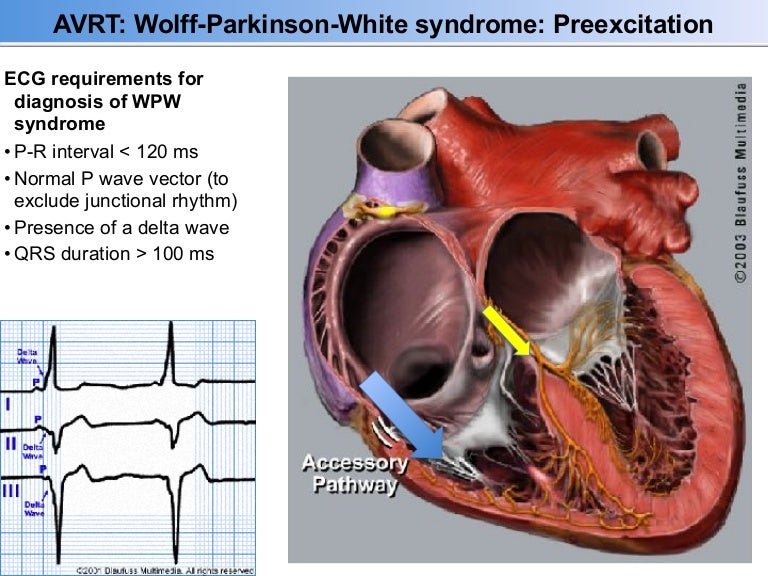 AVRT: Wolff-Parkinson-White syndrome: Preexcitation
ECG requirements for
diagnosis of WPW
syndrome
• P-R interval < 120 ms
• Normal P wave vector (to
exclude junctional rhythm)
• Presence of a delta wave
• QRS duration > 100 ms
Delta
Wave
P
I
P
II
Delta
Wave
P
III
Delta
Wave
©2001 Blaufuss Multimedia. All rights reserved
Accessory
Pathway
©2003 Blaufuss Multimedia